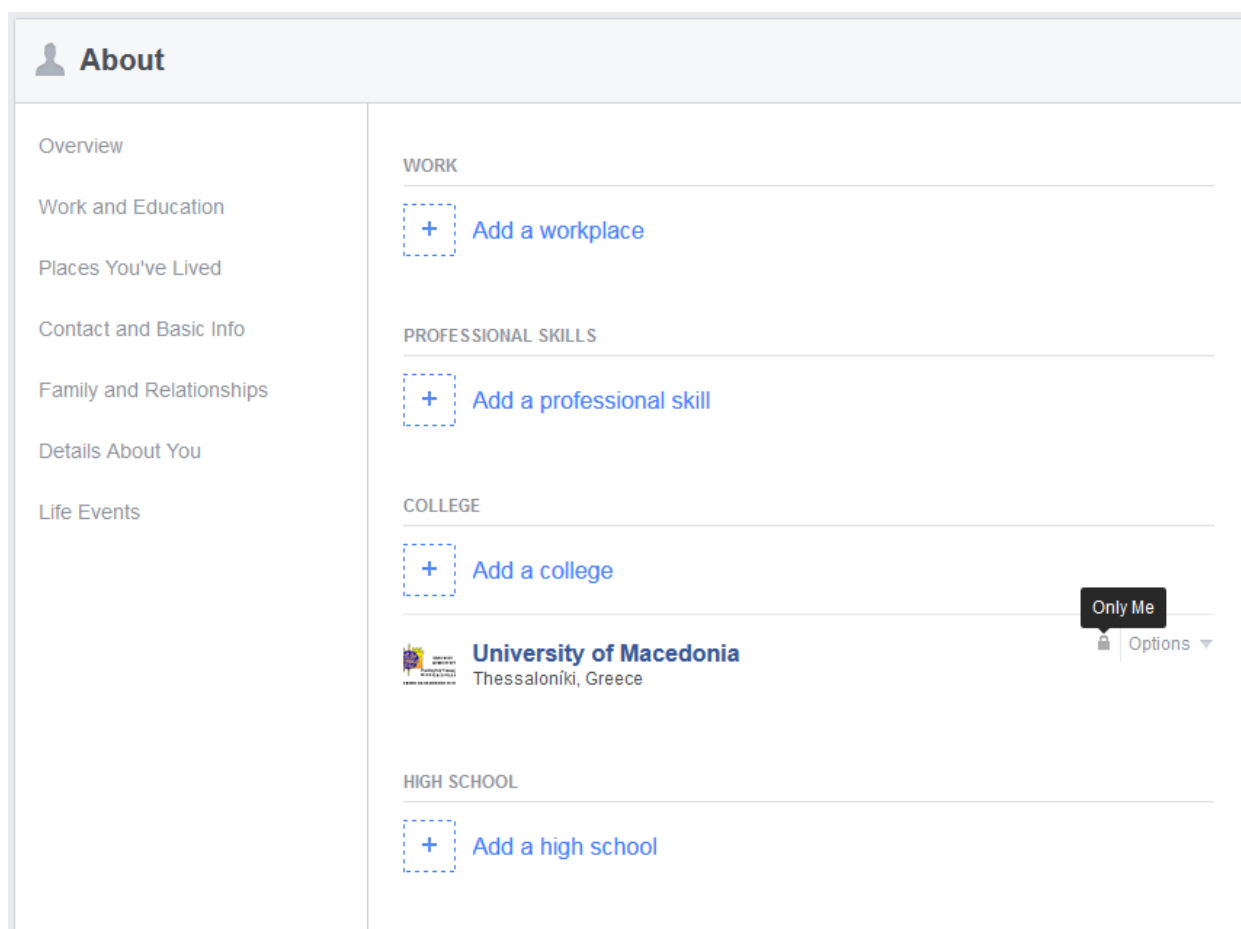 About
Overview
Work and Education
Places You've Lived
Contact and Basic Info
Family and Relationships
Details About You
Life Events
WORK
+ Add a workplace
PROFESSIONAL SKILLS
+ Add a professional skill
COLLEGE
+ Add a college
Only Me
University of Macedonia
Options
Thessaloníki, Greece
HIGH SCHOOL
+ Add a high school